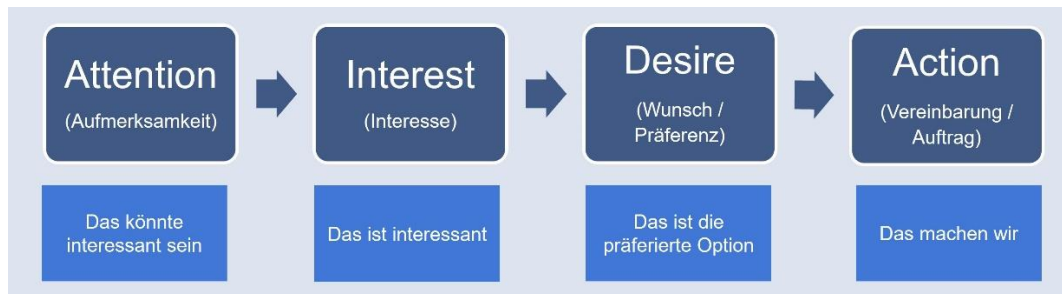 Attention
(Aufmerksamkeit)
Interest
(Interesse)
Desire
(Wunsch /
Präferenz)
Action
(Vereinbarung /
Auftrag)
Das könnte
interessant sein
Das ist interessant
Das ist die
präferierte Option
Das machen wir